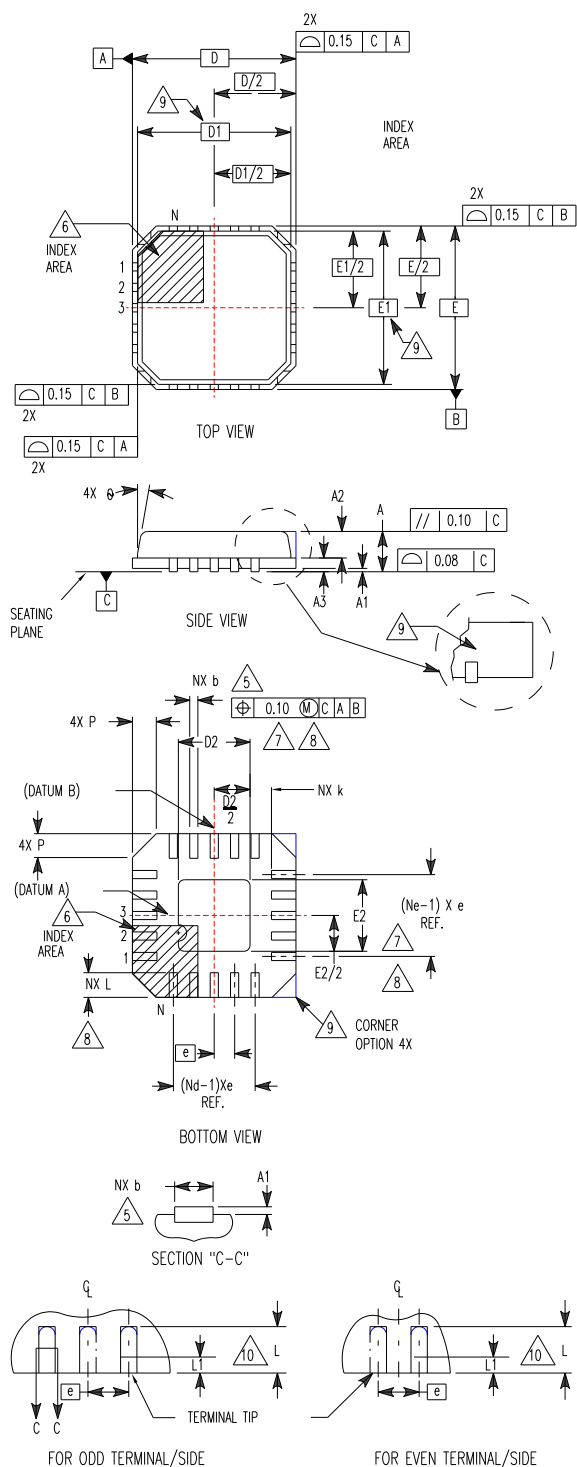 2X
A
D
0.15 C A
D/2
9
D1
INDEX
AREA
D1/2
2X
0.15 C B
N
6
INDEX
AREA
1
2
3
E1/2
E/2
E1
E
9
0.15 C B
2X
B
TOP VIEW
0.15 C A
2X
4X
A2
A
// 0.10 C
0.08 C
A3
A1
C
SEATING
PLANE
SIDE VIEW
9
NX b
5
0.10 M C A B
4X P
7
8
D2
(DATUM B)
D2
2
NX k
4X P
(DATUM A)
6
INDEX
AREA
3
2
1
E2
(Ne-1) X e
REF.
7
E2/2
NX L
8
8
N
9
CORNER
OPTION 4X
e
(Nd-1)Xe
REF.
BOTTOM VIEW
NX b
A1
5
SECTION "C-C"
C L
C L
10
L
L1
10
L
L1
e
e
TERMINAL TIP
C C
FOR ODD TERMINAL/SIDE
FOR EVEN TERMINAL/SIDE